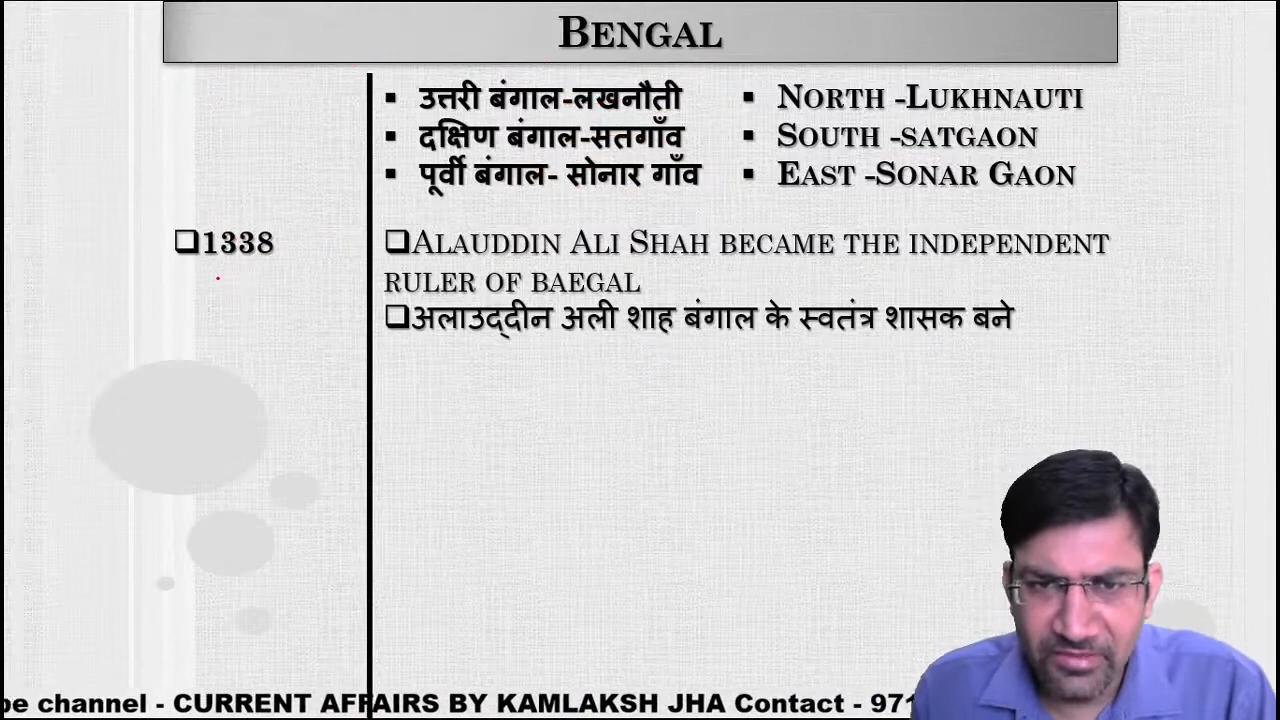 BENGAL
▪ उत्तरी बंगाल-लखनौती
▪ दक्षिण बंगाल-सतगाँव
▪ पूर्वी बंगाल- सोनार गाँव
▪ NORTH -LUKHNAUTI
▪ SOUTH -SATGAON
▪ EAST -SONAR GAON
❑1338
❑ALAUDDIN ALI SHAH BECAME THE INDEPENDENT
RULER OF BAEGAL
❑अलाउद्दीन अली शाह बंगाल के स्वतंत्र शासक बने
be channel - CURRENT AFFAIRS BY KAMLAKSH JHA Contact - 971